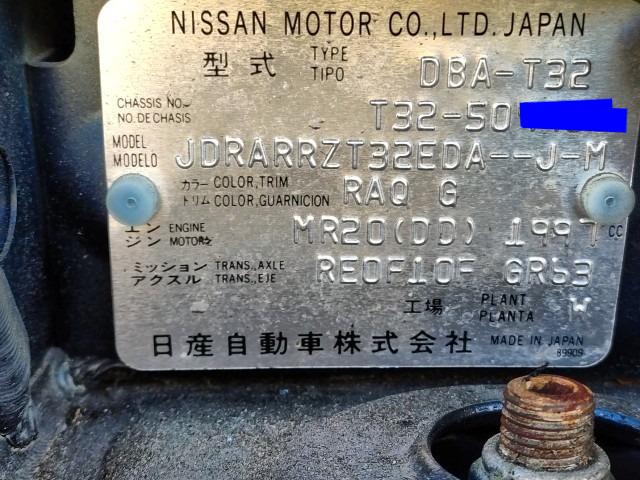 NISSAN MOTOR CO.,LTD. JAPAN
型式 TYPE TIPO DBA-T32
CHASSIS NO. NO. DE CHASIS T32-50
MODEL MODELO JDRARRZT32EDA--J-M
カラー COLOR,TRIM
トリム COLOR,GUARNICION RAQ G
エン ENGINE
ジン MOTOR MR20(DD) 1997 CC
ミッション TRANS.,AXLE
アクスル TRANS.,EJE RE0F10F GR63
工場 PLANT PLANTA W
日産自動車株式会社 MADE IN JAPAN
89909